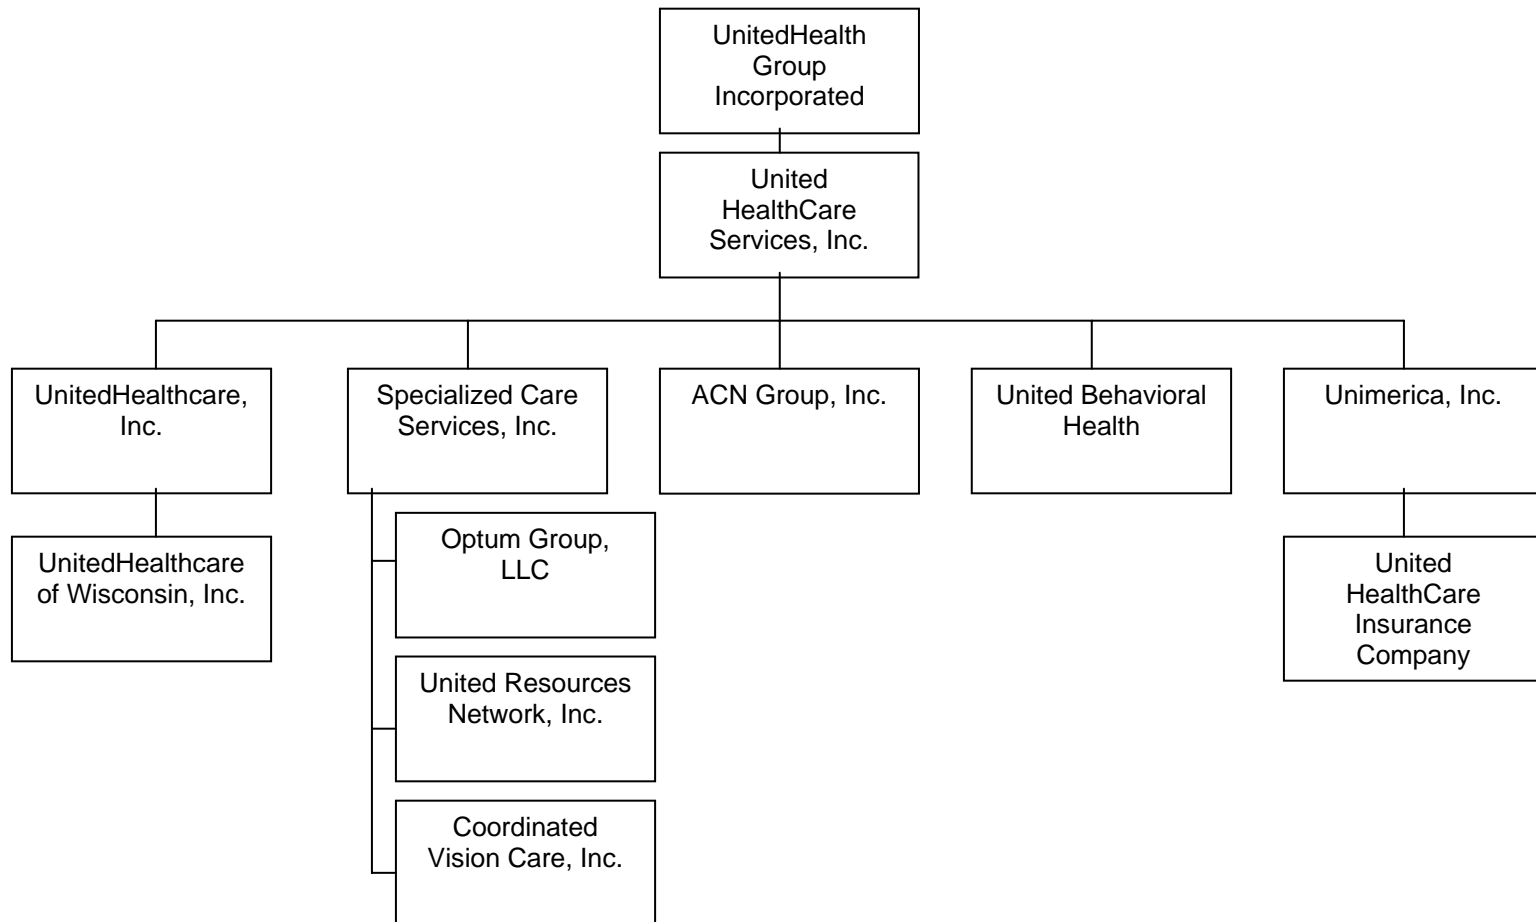 UnitedHealth
Group
Incorporated
United
HealthCare
Services, Inc.
UnitedHealthcare,
Inc.
Specialized Care
Services, Inc.
ACN Group, Inc.
United Behavioral
Health
Unimerica, Inc.
UnitedHealthcare
of Wisconsin, Inc.
Optum Group,
LLC
United Resources
Network, Inc.
Coordinated
Vision Care, Inc.
United
HealthCare
Insurance
Company